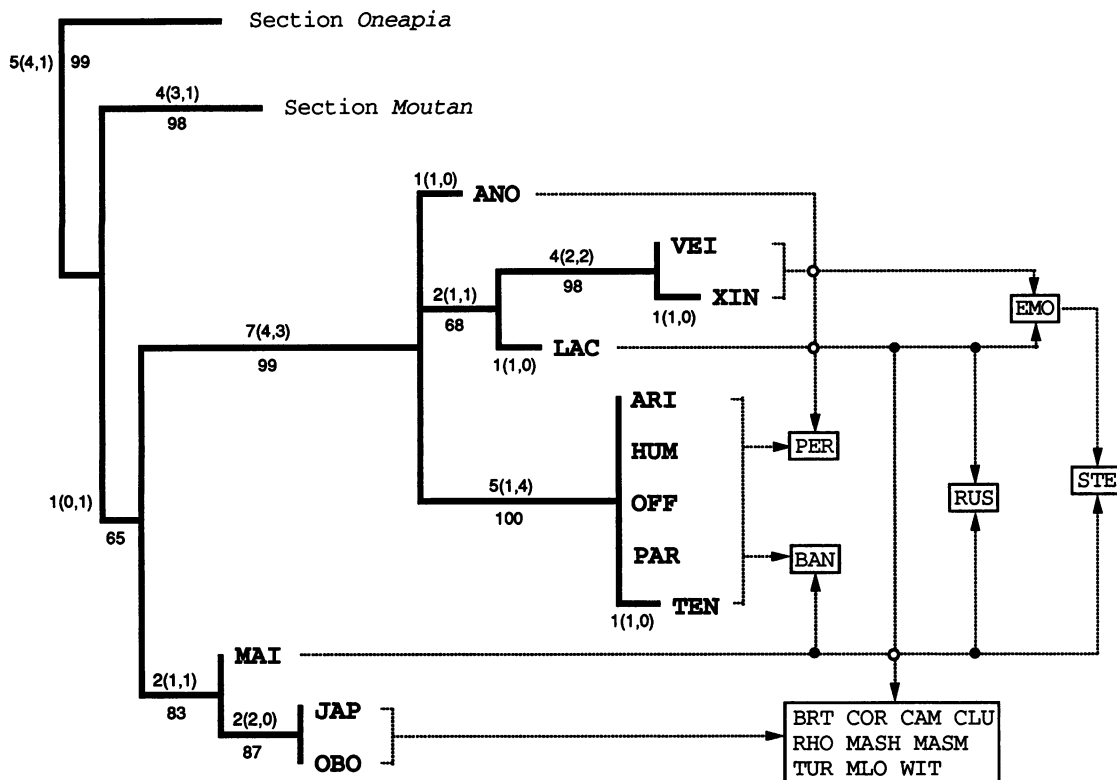 Section Oneapia
5(4,1) 99
4(3,1)
Section Moutan
98
1(1,0)
ANO
VEI
4(2,2)
98
XIN
1(1,0)
EMO
2(1,1)
68
7(4,3)
99
LAC
1(1,0)
ARI
HUM
PER
5(1,4)
100
OFF
RUS
STE
1(0,1)
65
PAR
BAN
TEN
1(1,0)
MAI
2(1,1)
83
2(2,0)
87
JAP
OBO
BRT COR CAM CLU
RHO MASH MASM
TUR MLO WIT